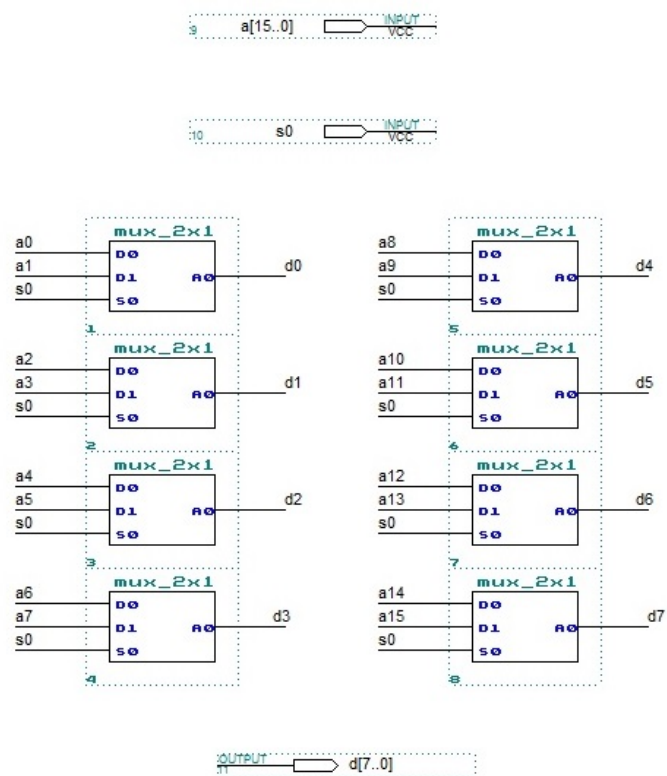 a[15..0] INPUT
9 VCC
s0 INPUT
10 VCC
mux_2x1
a0 D0
a1 D1 A0 d0
s0 S0
1
mux_2x1
a2 D0
a3 D1 A0 d1
s0 S0
2
mux_2x1
a4 D0
a5 D1 A0 d2
s0 S0
3
mux_2x1
a6 D0
a7 D1 A0 d3
s0 S0
4
mux_2x1
a8 D0
a9 D1 A0 d4
s0 S0
5
mux_2x1
a10 D0
a11 D1 A0 d5
s0 S0
6
mux_2x1
a12 D0
a13 D1 A0 d6
s0 S0
7
mux_2x1
a14 D0
a15 D1 A0 d7
s0 S0
8
OUTPUT d[7..0]
11